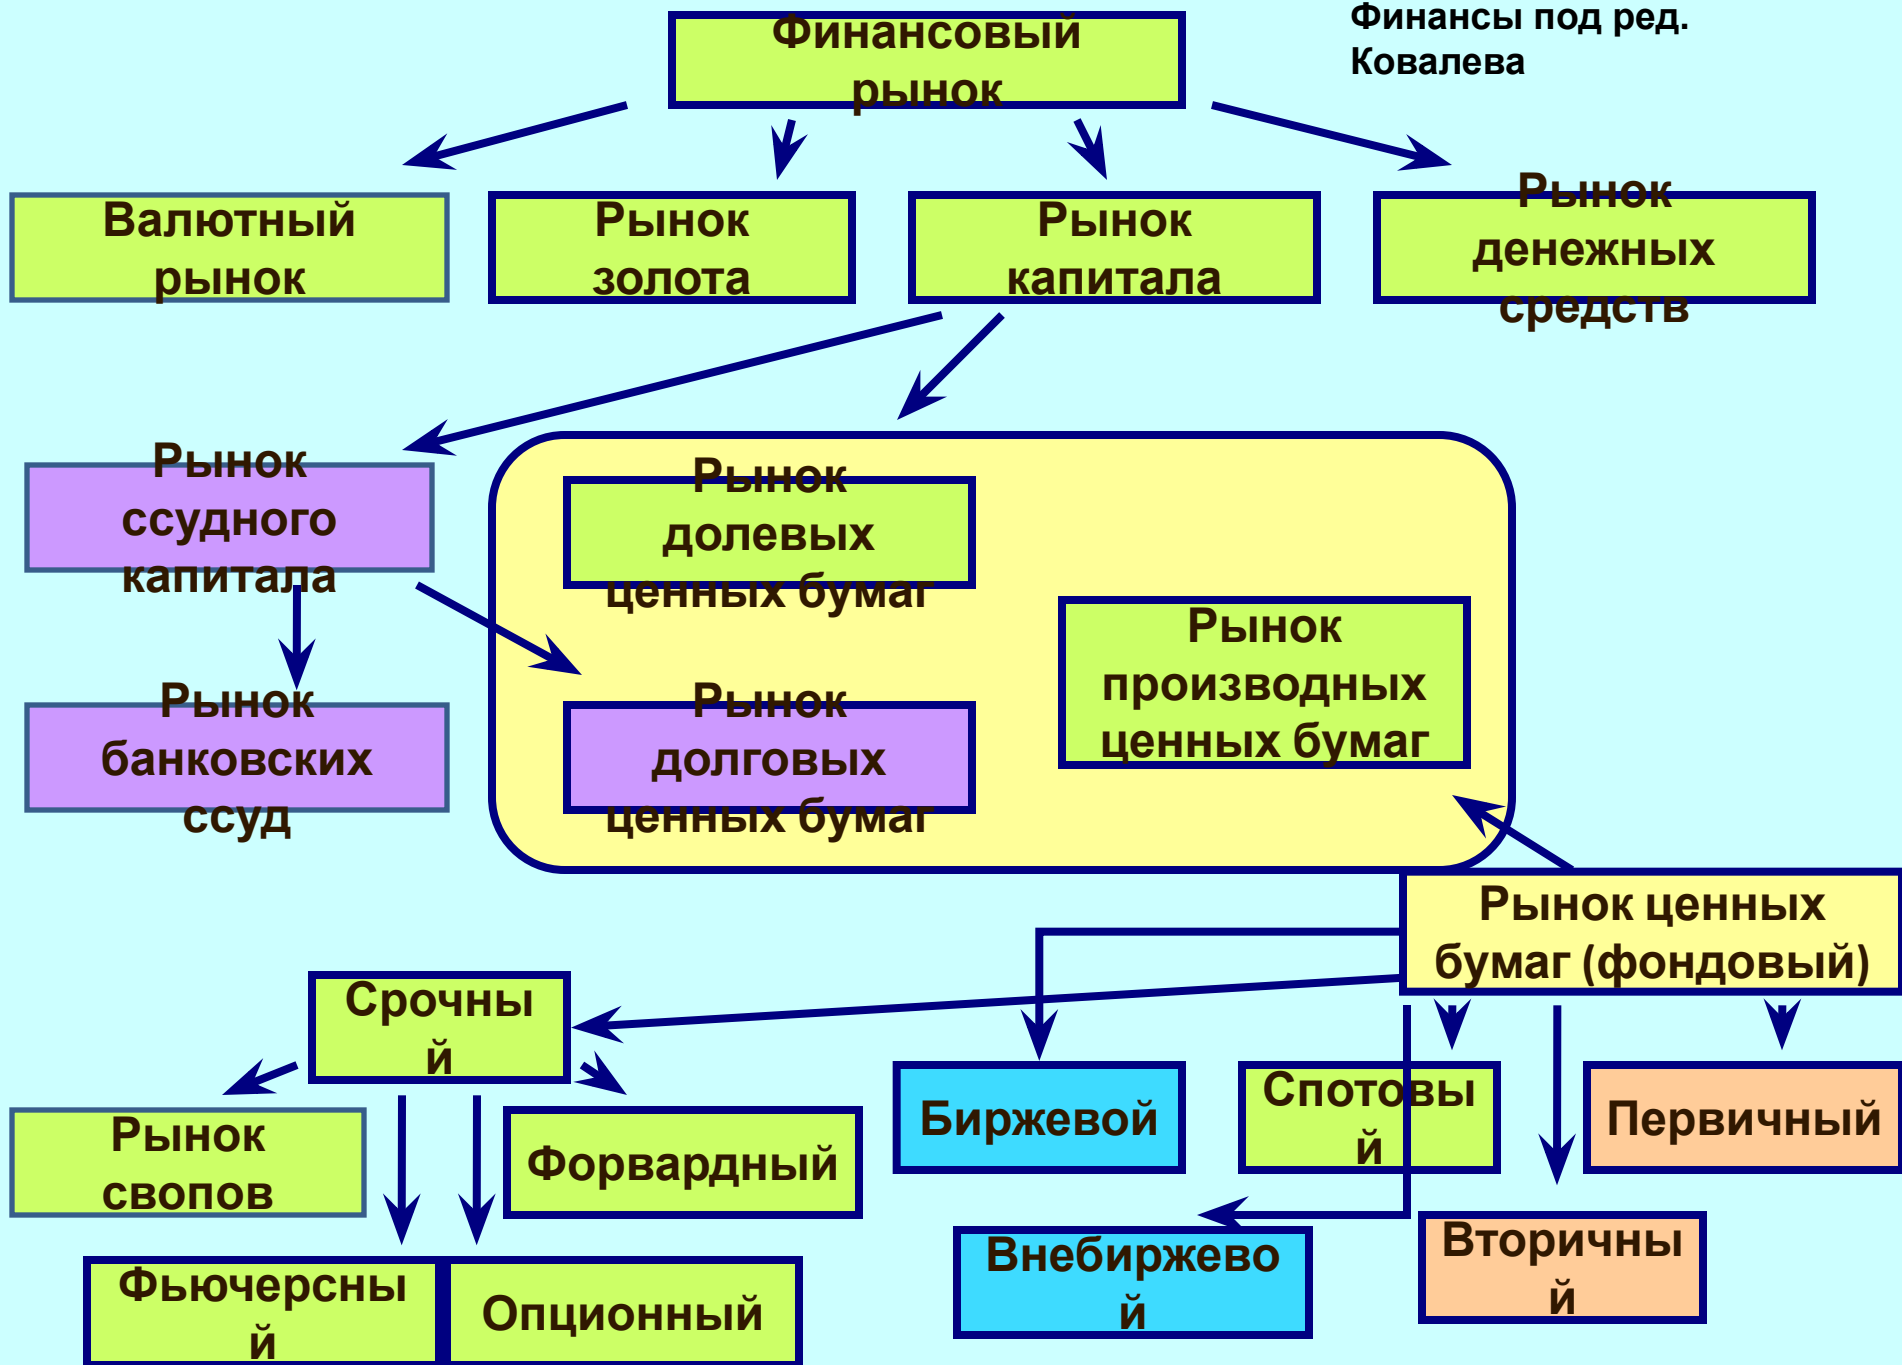 Финансовый
рынок
Финансы под ред.
Ковалева
Валютный
рынок
Рынок
золота
Рынок
капитала
Рынок
денежных
средств
Рынок
ссудного
капитала
Рынок
долевых
ценных бумаг
Рынок
производных
ценных бумаг
Рынок
банковских
ссуд
Рынок
долговых
ценных бумаг
Рынок ценных
бумаг (фондовый)
Срочны
й
Биржевой
Спотовы
й
Первичный
Рынок
свопов
Форвардный
Внебиржево
й
Вторичны
й
Фьючерсны
й
Опционный